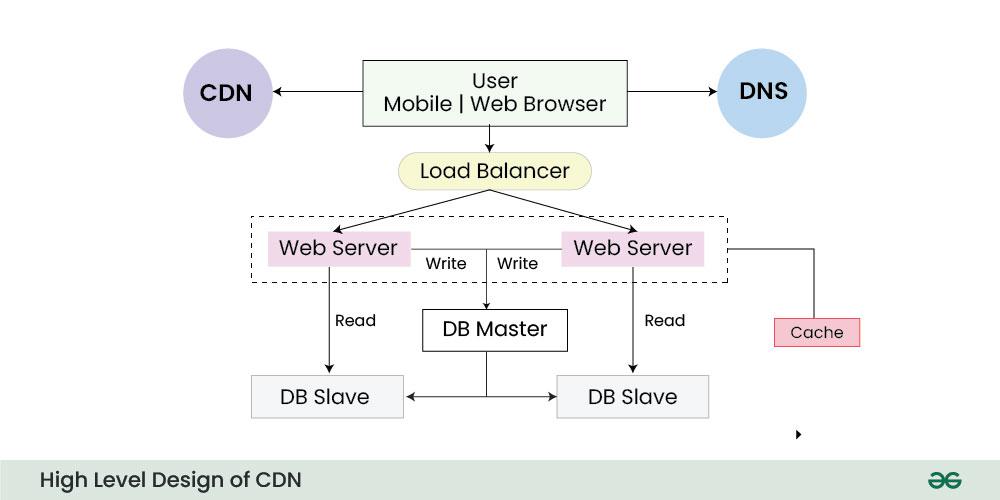 CDN
User
Mobile | Web Browser
DNS
Load Balancer
Web Server
Web Server
Write
Write
Read
DB Master
Read
Cache
DB Slave
DB Slave
High Level Design of CDN